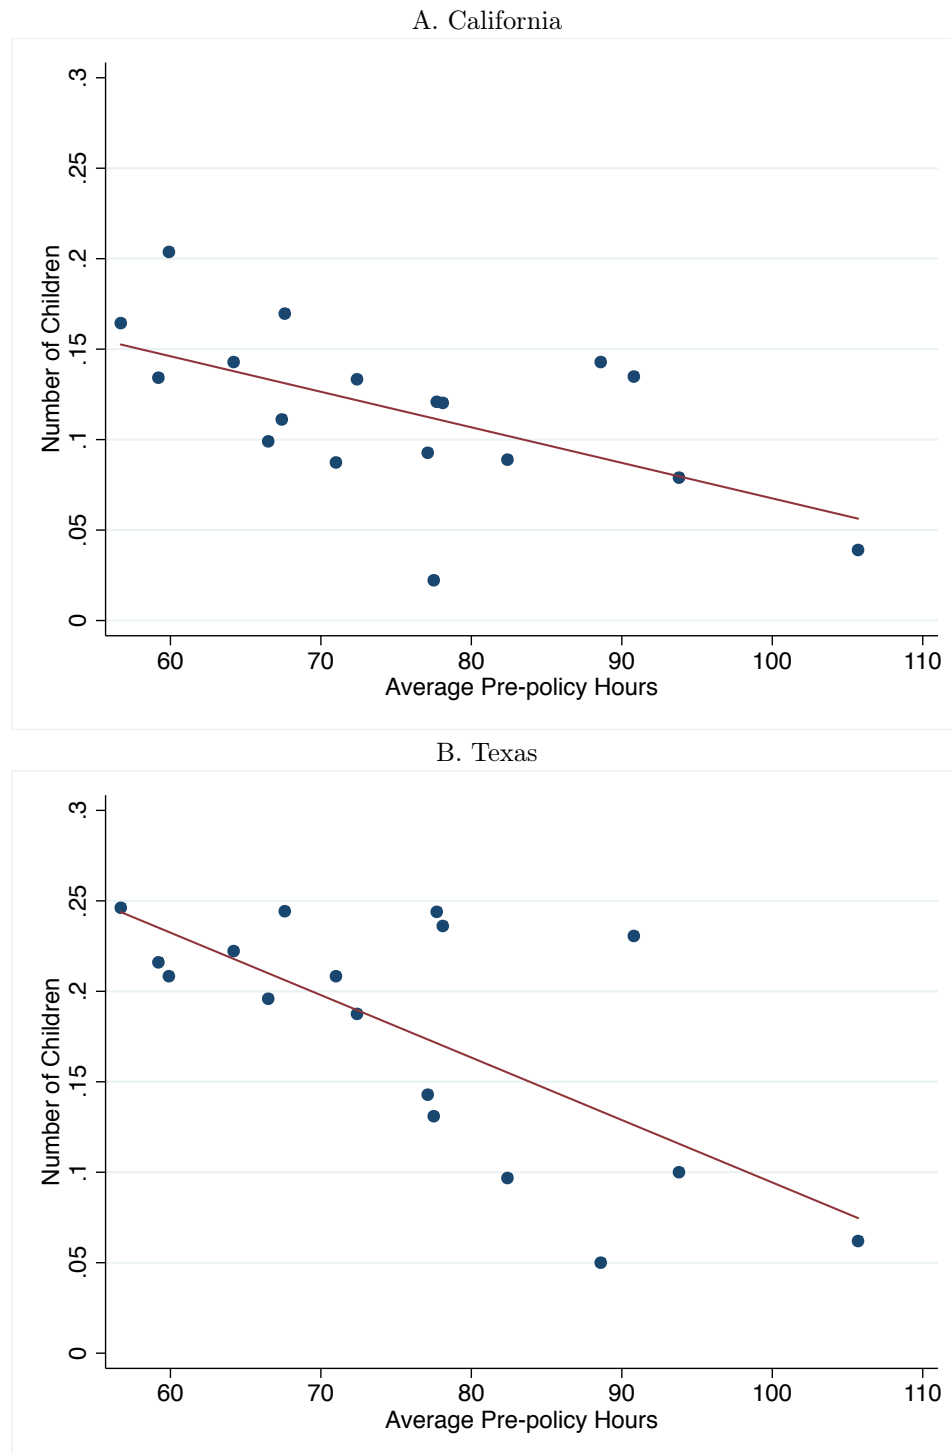 A. California
.3
.25
.2
.15
.1
.05
0
Number of Children
60 70 80 90 100 110
Average Pre-policy Hours
B. Texas
.3
.25
.2
.15
.1
.05
0
Number of Children
60 70 80 90 100 110
Average Pre-policy Hours